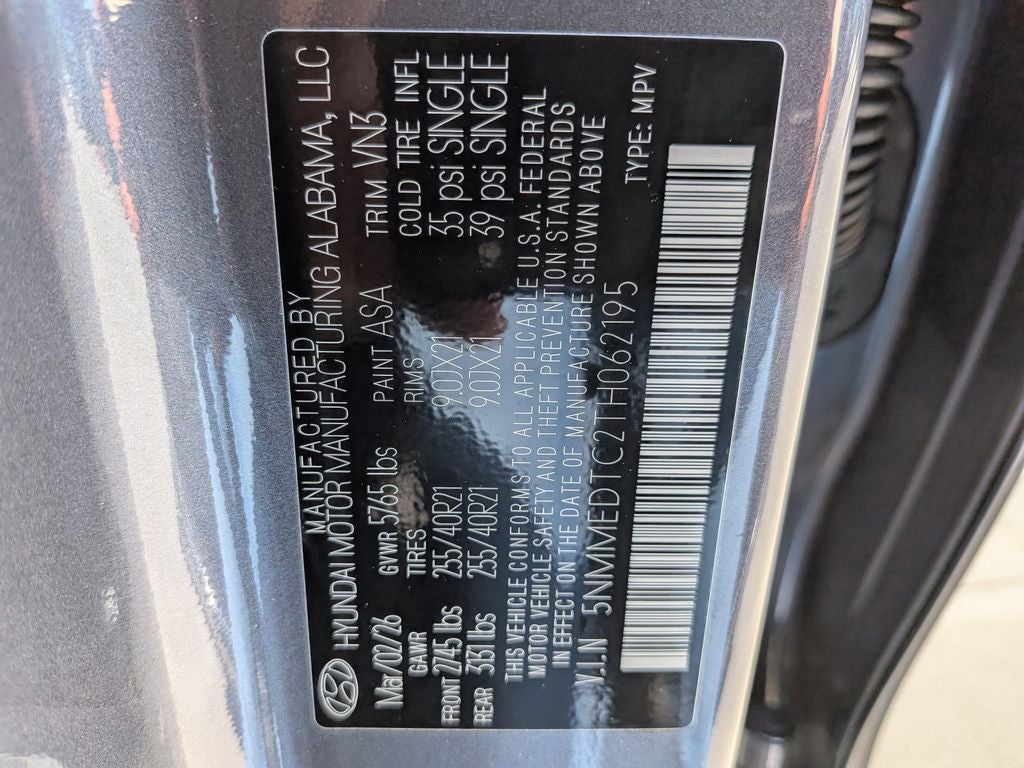 MANUFACTURED BY
HYUNDAI MOTOR MANUFACTURING ALABAMA, LLC
Mar/02/26 GVWR 5765 lbs PAINT ASA TRIM VN3
GAWR TIRES RIMS COLD TIRE INFL
FRONT 2745 lbs 255/40R21 9.0JX21 35 psi SINGLE
REAR 3131 lbs 255/40R21 9.0JX21 39 psi SINGLE
THIS VEHICLE CONFORMS TO ALL APPLICABLE U.S.A. FEDERAL
MOTOR VEHICLE SAFETY AND THEFT PREVENTION STANDARDS
IN EFFECT ON THE DATE OF MANUFACTURE SHOWN ABOVE
V.I.N 5NMMEDTC2TH062195 TYPE: MPV